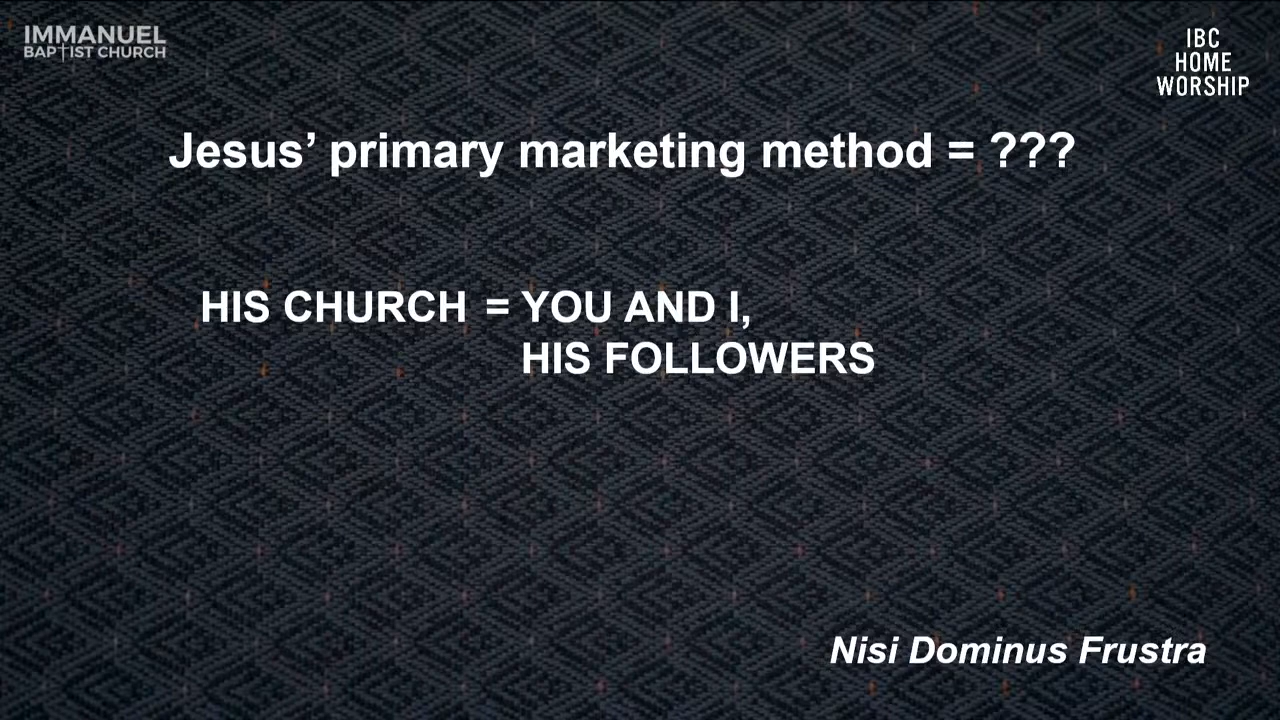 IMMANUEL
BAPTIST CHURCH
IBC
HOME
WORSHIP
Jesus’ primary marketing method = ???
HIS CHURCH = YOU AND I,
HIS FOLLOWERS
Nisi Dominus Frustra